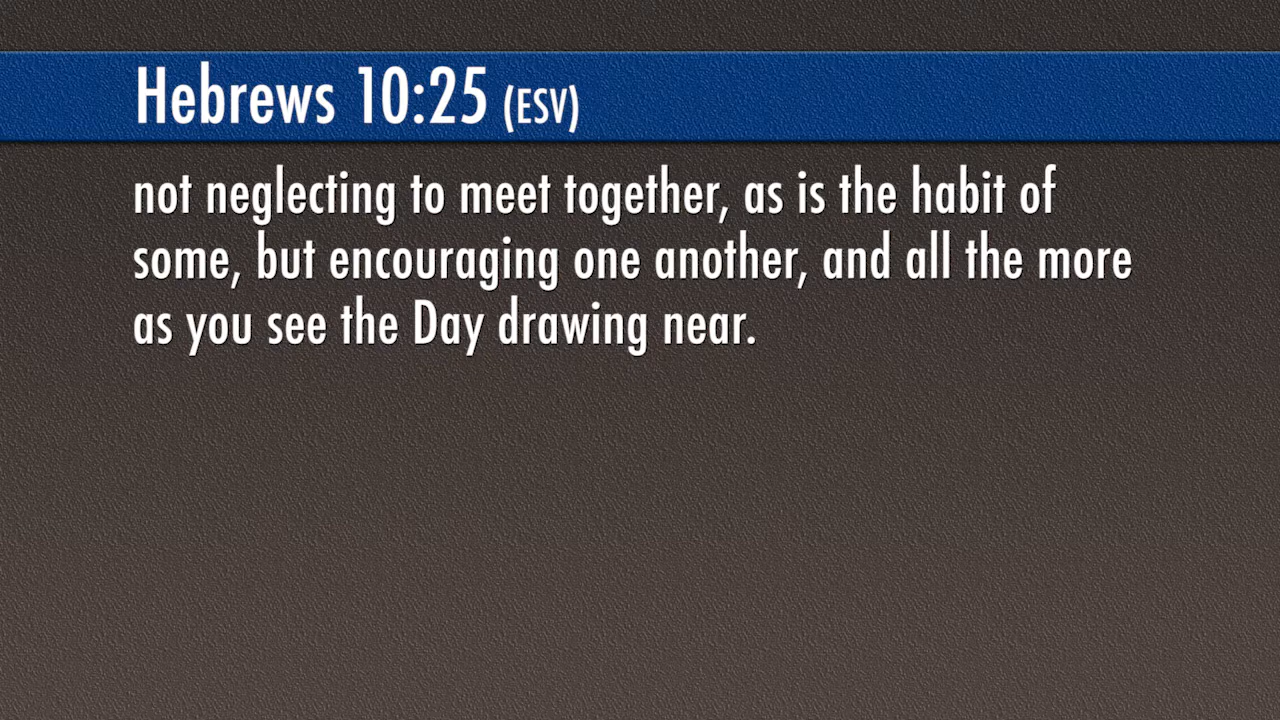 Hebrews 10:25 (ESV)
not neglecting to meet together, as is the habit of
some, but encouraging one another, and all the more
as you see the Day drawing near.